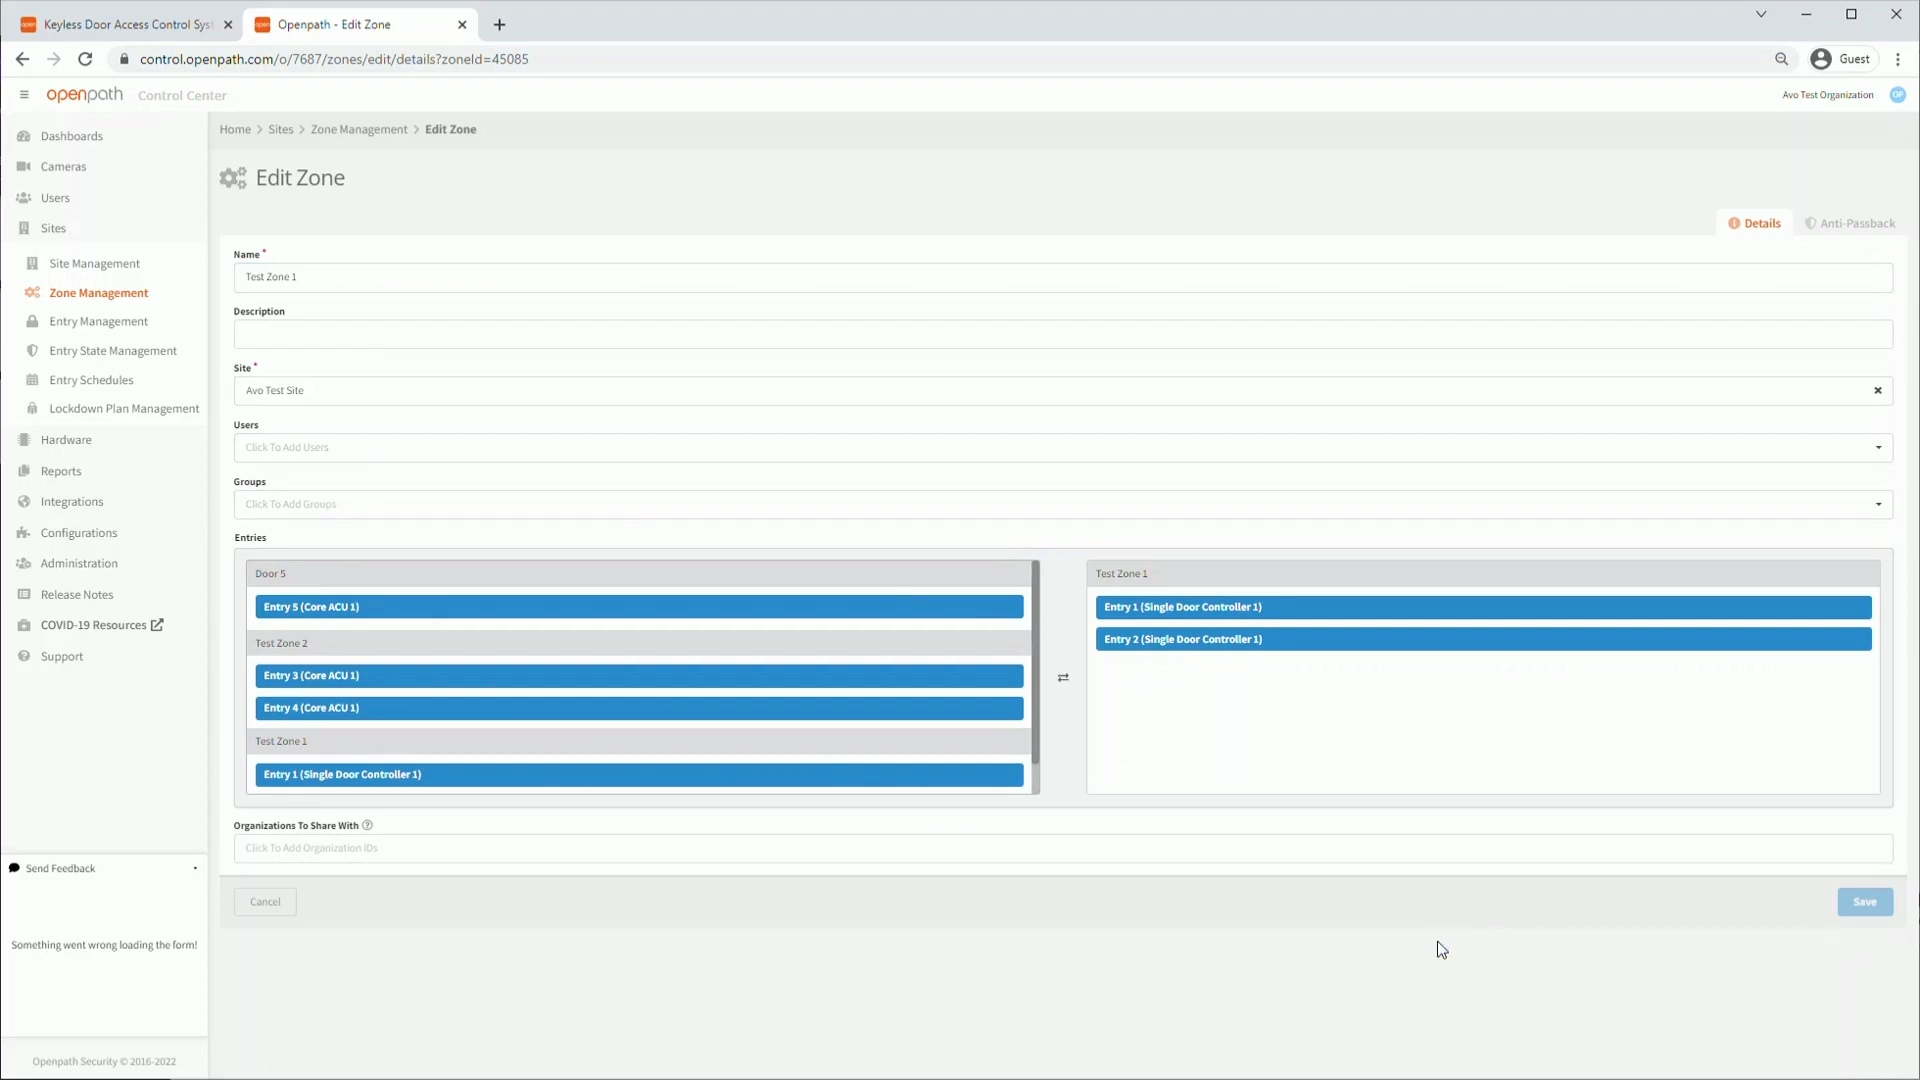 Keyless Door Access Control Sys
Openpath - Edit Zone
control.openpath.com/o/7687/zones/edit/details?zoneId=45085
Guest
openpath Control Center
Avo Test Organization
OP
Dashboards
Cameras
Users
Sites
Site Management
Zone Management
Entry Management
Entry State Management
Entry Schedules
Lockdown Plan Management
Hardware
Reports
Integrations
Configurations
Administration
Release Notes
COVID-19 Resources
Support
Send Feedback
Something went wrong loading the form!
Openpath Security © 2016-2022
Home > Sites > Zone Management > Edit Zone
Edit Zone
Details
Anti-Passback
Name *
Test Zone 1
Description
Site *
Avo Test Site
Users
Click To Add Users
Groups
Click To Add Groups
Entries
Door 5
Entry 5 (Core ACU 1)
Test Zone 2
Entry 3 (Core ACU 1)
Entry 4 (Core ACU 1)
Test Zone 1
Entry 1 (Single Door Controller 1)
Test Zone 1
Entry 1 (Single Door Controller 1)
Entry 2 (Single Door Controller 1)
Organizations To Share With
Click To Add Organization IDs
Cancel
Save